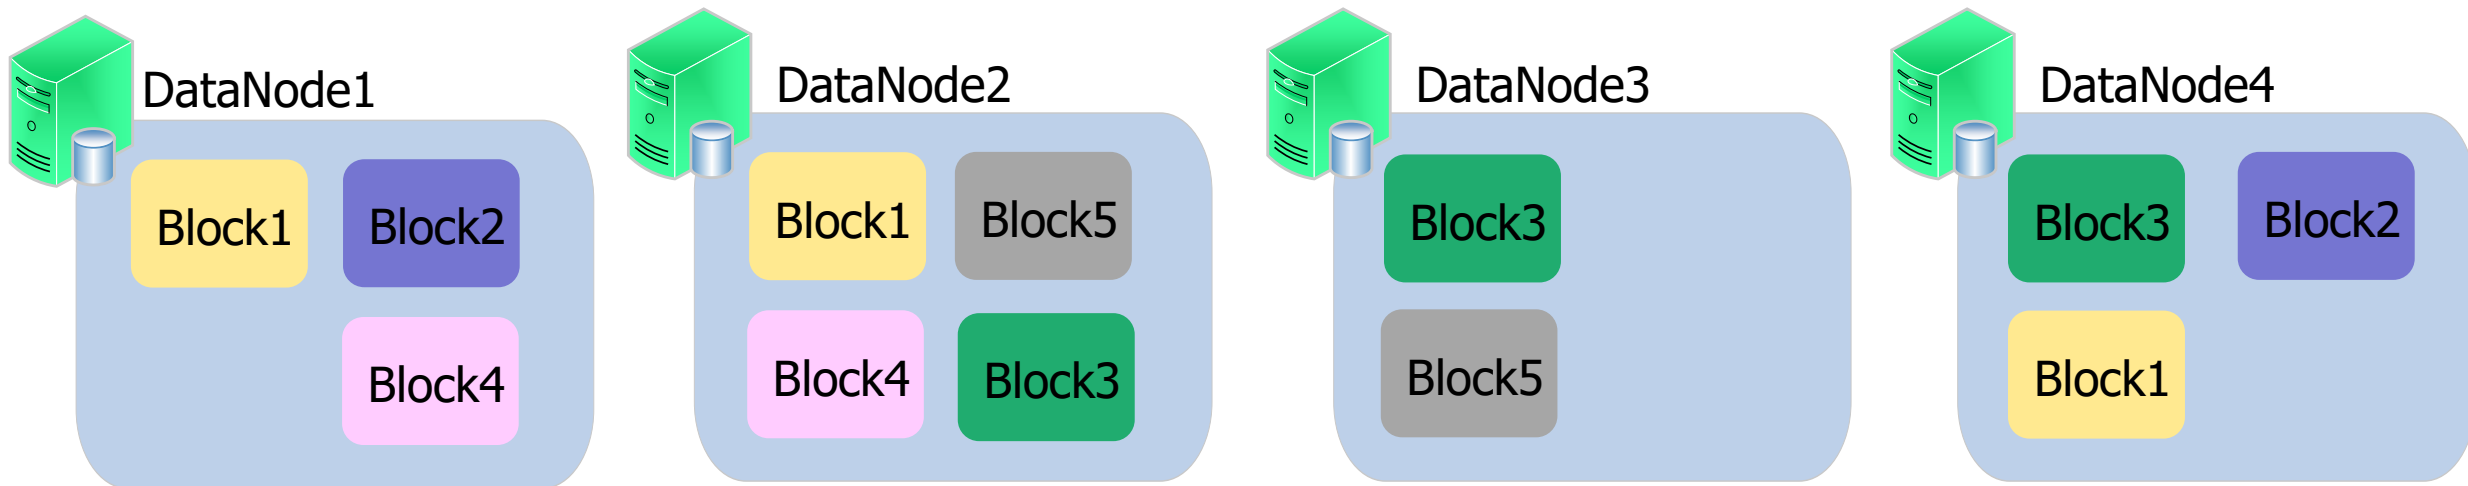 DataNode1
Block1 Block2
Block4
DataNode2
Block1 Block5
Block4 Block3
DataNode3
Block3
Block5
DataNode4
Block3 Block2
Block1